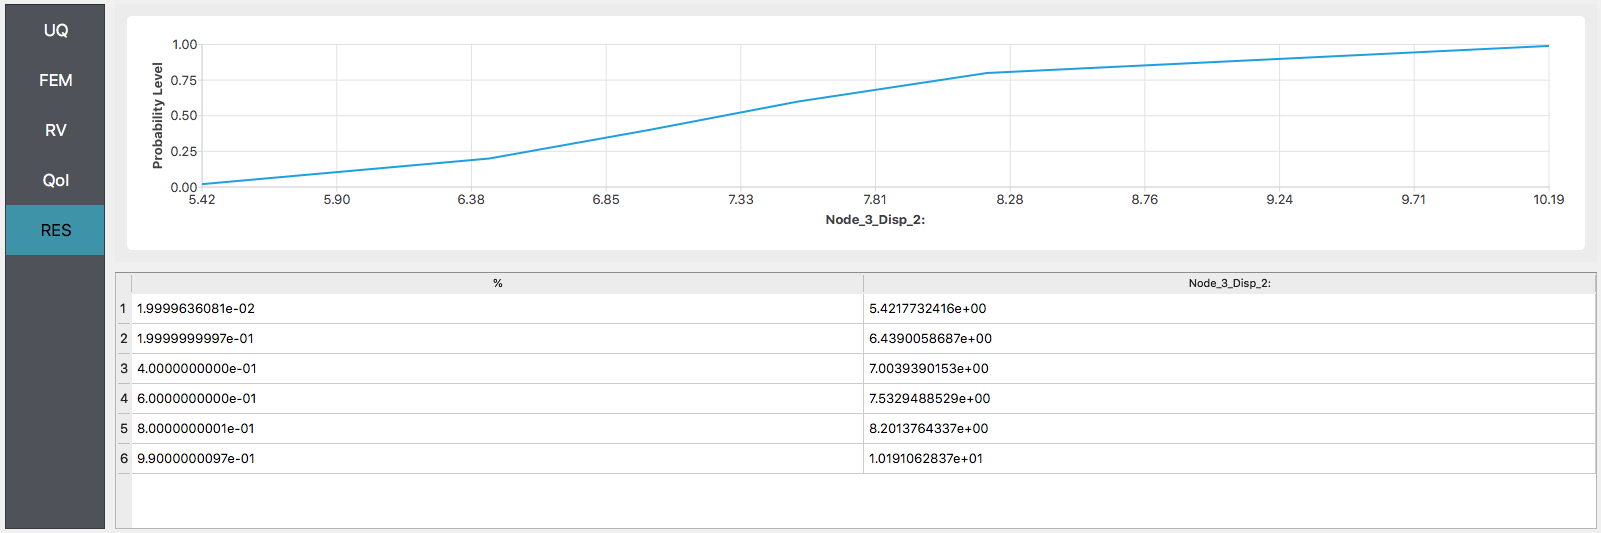 UQ
FEM
RV
QoI
RES
Probability Level
1.00
0.75
0.50
0.25
0.00
5.42 5.90 6.38 6.85 7.33 7.81 8.28 8.76 9.24 9.71 10.19
Node_3_Disp_2:
% Node_3_Disp_2:
1 1.9999636081e-02 5.4217732416e+00
2 1.9999999997e-01 6.4390058687e+00
3 4.0000000000e-01 7.0039390153e+00
4 6.0000000000e-01 7.5329488529e+00
5 8.0000000001e-01 8.2013764337e+00
6 9.9000000097e-01 1.0191062837e+01